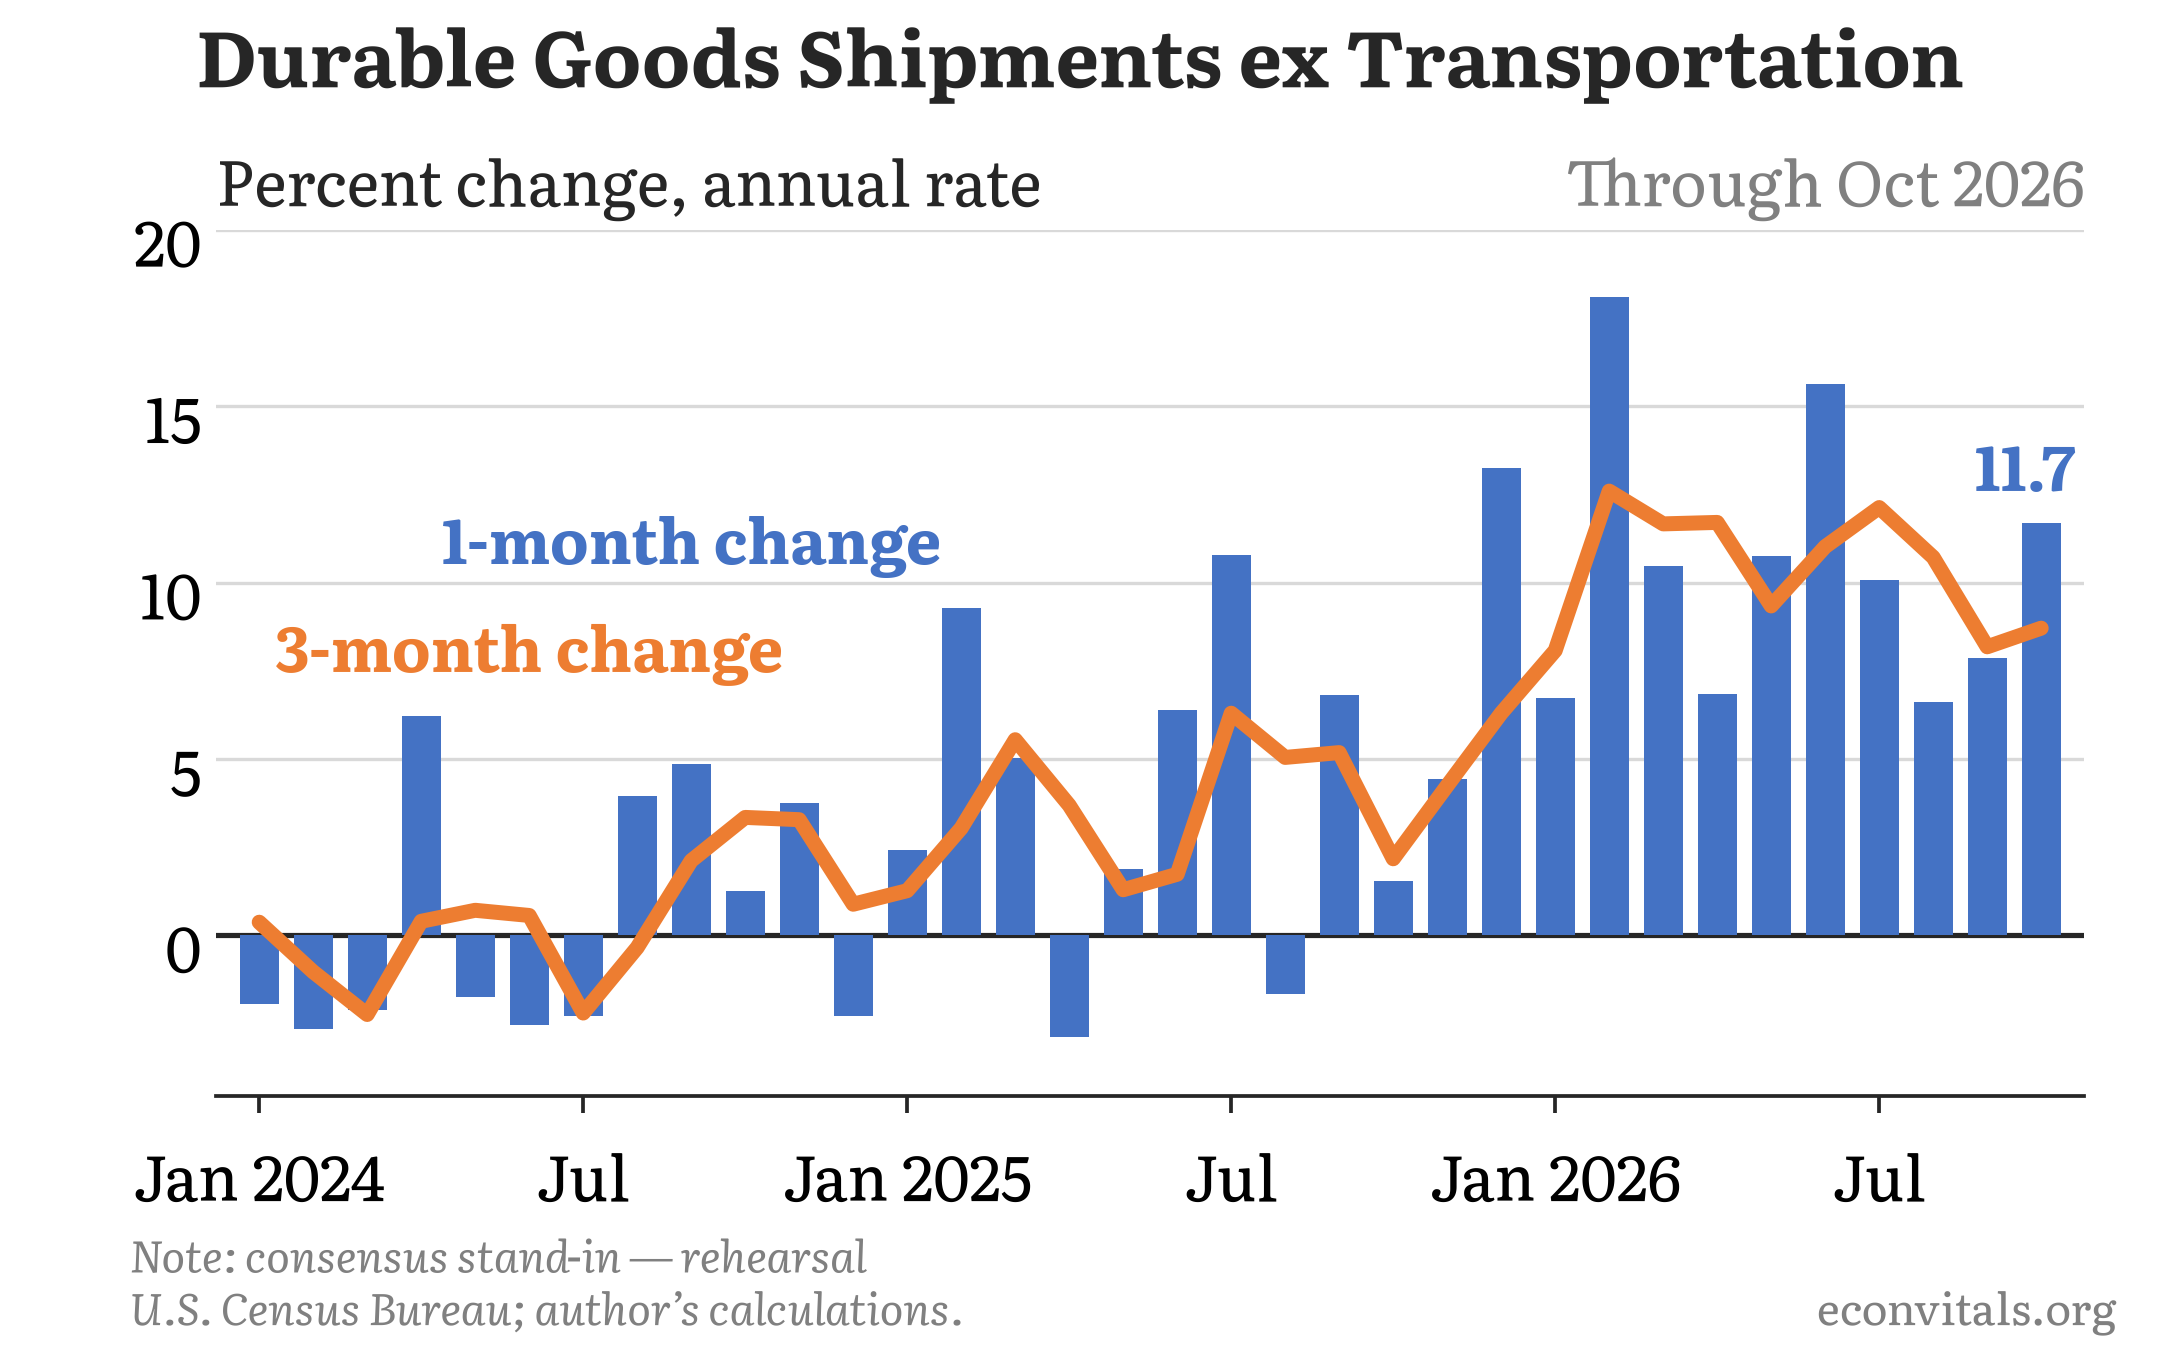 Durable Goods Shipments ex Transportation
Percent change, annual rate
Through Oct 2026
20
15
11.7
1-month change
10
3-month change
5
0
Jan 2024 Jul Jan 2025 Jul Jan 2026 Jul
Note: consensus stand-in — rehearsal
U.S. Census Bureau; author’s calculations.
econvitals.org